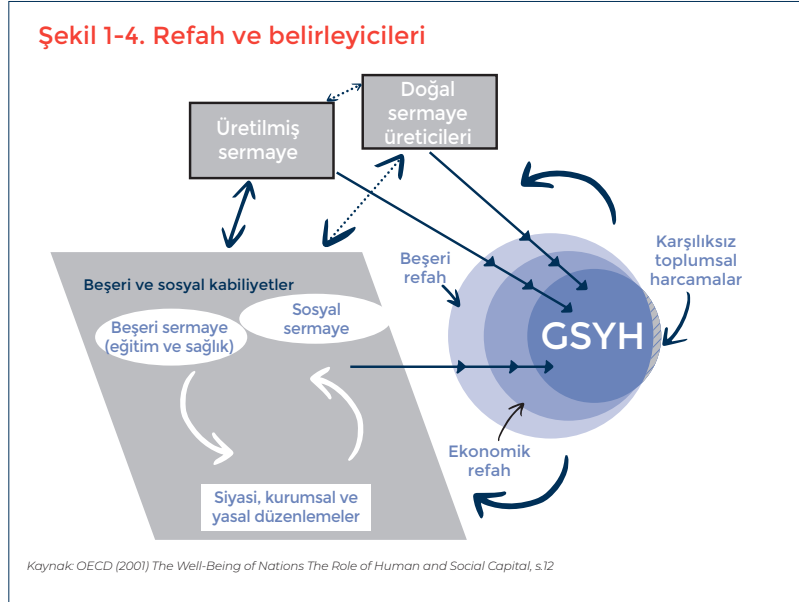 Şekil 1-4. Refah ve belirleyicileri
Üretilmiş
sermaye
Doğal
sermaye
üreticileri
Beşeri ve sosyal kabiliyetler
Beşeri sermaye
(eğitim ve sağlık)
Sosyal
sermaye
Siyasi, kurumsal ve
yasal düzenlemeler
Beşeri
refah
GSYH
Karşılıksız
toplumsal
harcamalar
Ekonomik
refah
Kaynak: OECD (2001) The Well-Being of Nations The Role of Human and Social Capital, s.12